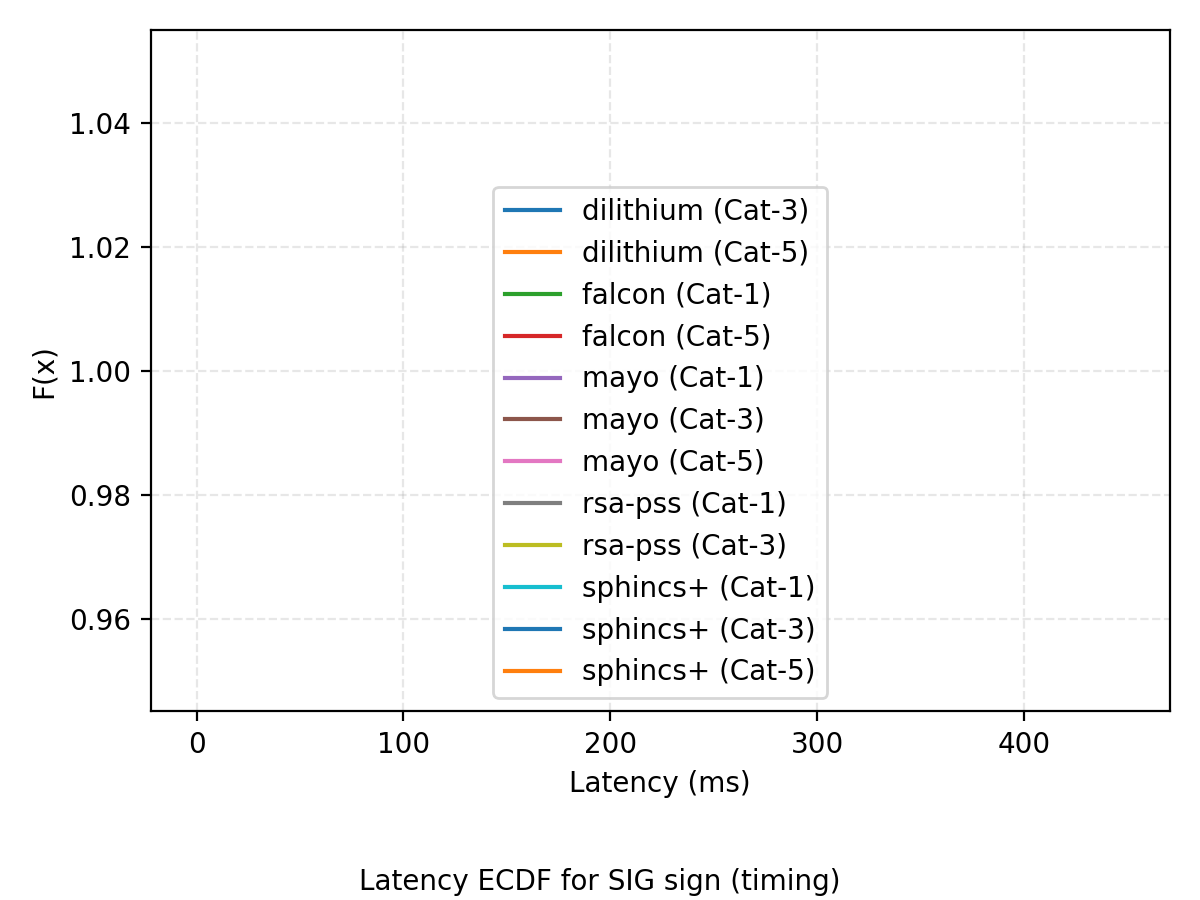 1.04
1.02
1.00
0.98
0.96
F(x)
dilithium (Cat-3)
dilithium (Cat-5)
falcon (Cat-1)
falcon (Cat-5)
mayo (Cat-1)
mayo (Cat-3)
mayo (Cat-5)
rsa-pss (Cat-1)
rsa-pss (Cat-3)
sphincs+ (Cat-1)
sphincs+ (Cat-3)
sphincs+ (Cat-5)
0 100 200 300 400
Latency (ms)
Latency ECDF for SIG sign (timing)